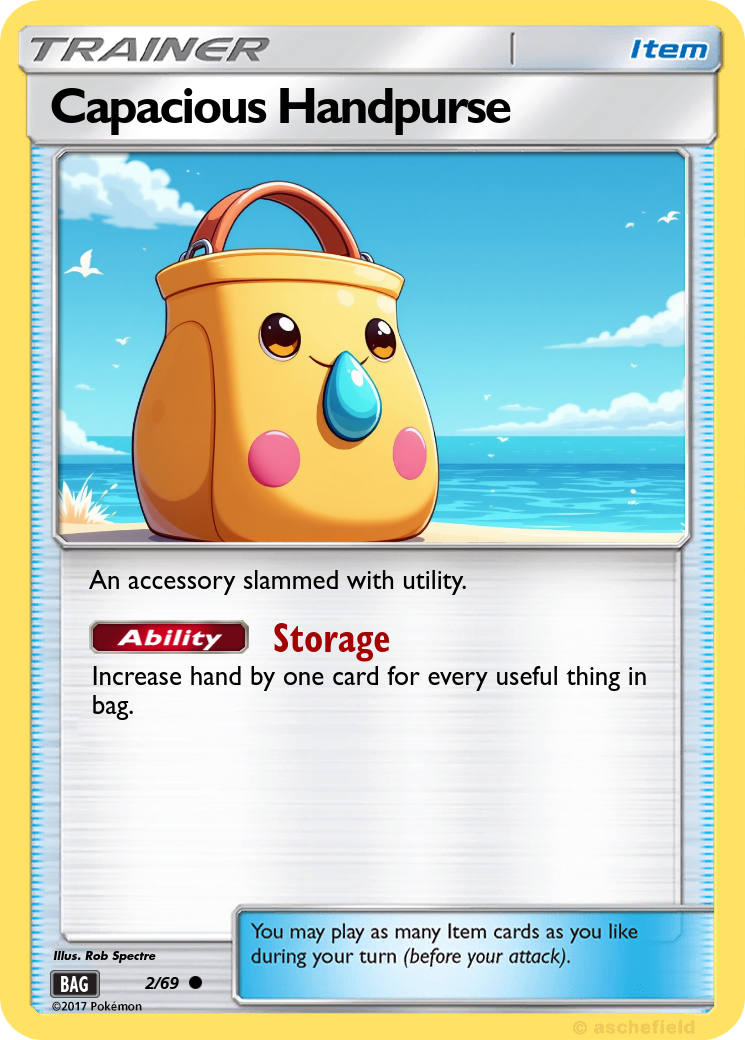 TRAINER
Item
Capacious Handpurse
An accessory slammed with utility.
Ability Storage
Increase hand by one card for every useful thing in
bag.
You may play as many Item cards as you like
during your turn (before your attack).
Illus. Rob Spectre
BAG 2/69
©2017 Pokémon
© aschefield